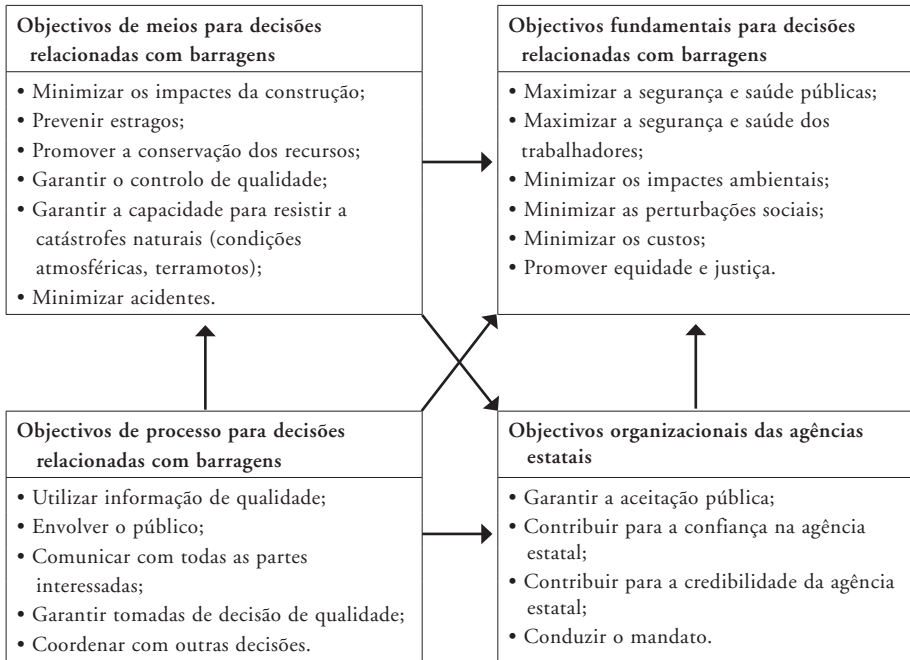 Objectivos de meios para decisões
relacionadas com barragens
• Minimizar os impactes da construção;
• Prevenir estragos;
• Promover a conservação dos recursos;
• Garantir o controlo de qualidade;
• Garantir a capacidade para resistir a
catástrofes naturais (condições
atmosféricas, terramotos);
• Minimizar acidentes.
Objectivos fundamentais para decisões
relacionadas com barragens
• Maximizar a segurança e saúde públicas;
• Maximizar a segurança e saúde dos
trabalhadores;
• Minimizar os impactes ambientais;
• Minimizar as perturbações sociais;
• Minimizar os custos;
• Promover equidade e justiça.
Objectivos de processo para decisões
relacionadas com barragens
• Utilizar informação de qualidade;
• Envolver o público;
• Comunicar com todas as partes
interessadas;
• Garantir tomadas de decisão de qualidade;
• Coordenar com outras decisões.
Objectivos organizacionais das agências
estatais
• Garantir a aceitação pública;
• Contribuir para a confiança na agência
estatal;
• Contribuir para a credibilidade da agência
estatal;
• Conduzir o mandato.